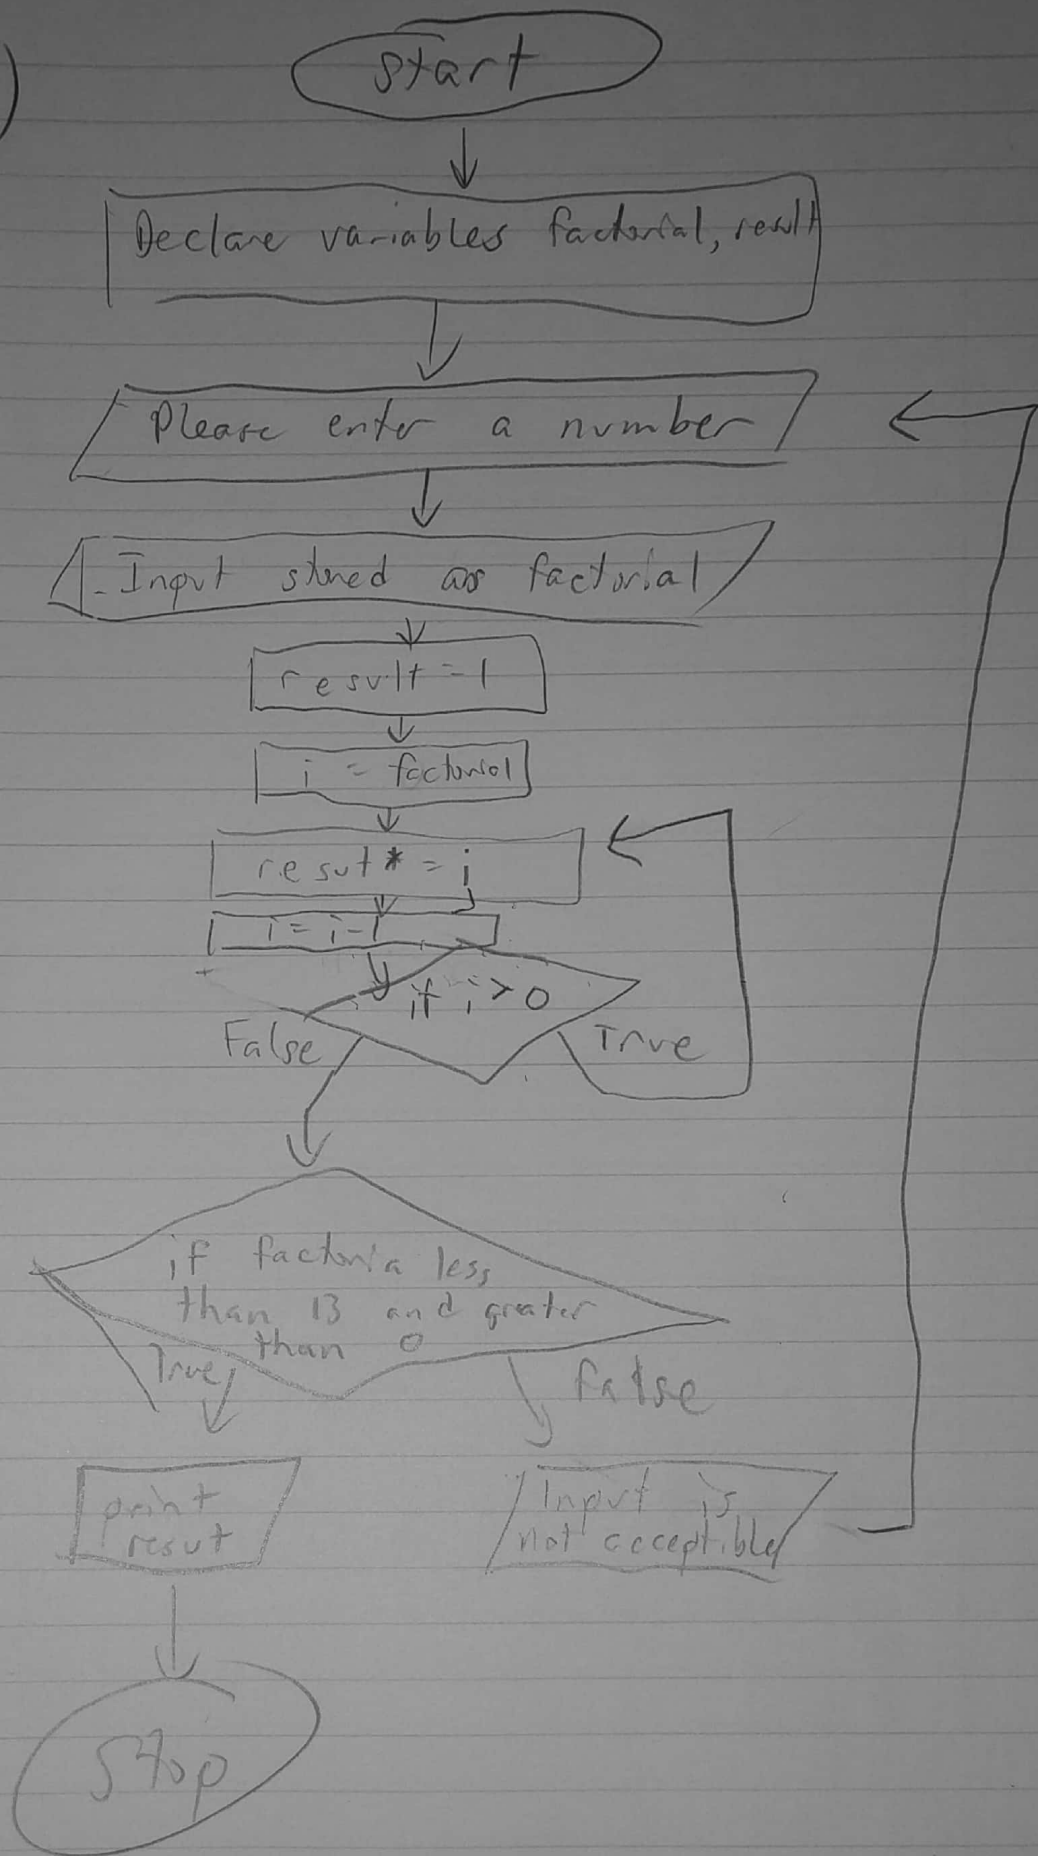 )
start
Declare variables factorial, result
Please enter a number
Input stored as factorial
result = 1
i = factorial
resut * = i
i = i - 1
if i > 0
False
True
if factoria less
than 13 and greater
than 0
True
false
print
resut
Input is
not acceptible
Stop